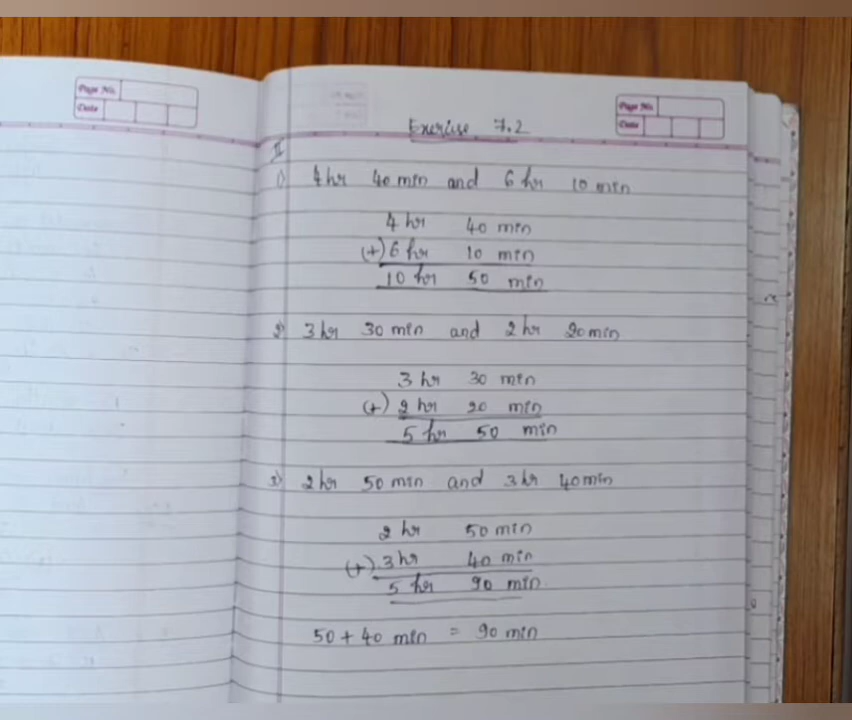 Page No.
Date
Page No.
Date
Exercise 7.2
II
1) 4 hr 40 min and 6 hr 10 min
4 hr 40 min
(+) 6 hr 10 min
10 hr 50 min
2) 3 hr 30 min and 2 hr 20 min
3 hr 30 min
(+) 2 hr 20 min
5 hr 50 min
3) 2 hr 50 min and 3 hr 40 min
2 hr 50 min
(+) 3 hr 40 min
5 hr 90 min
50 + 40 min = 90 min